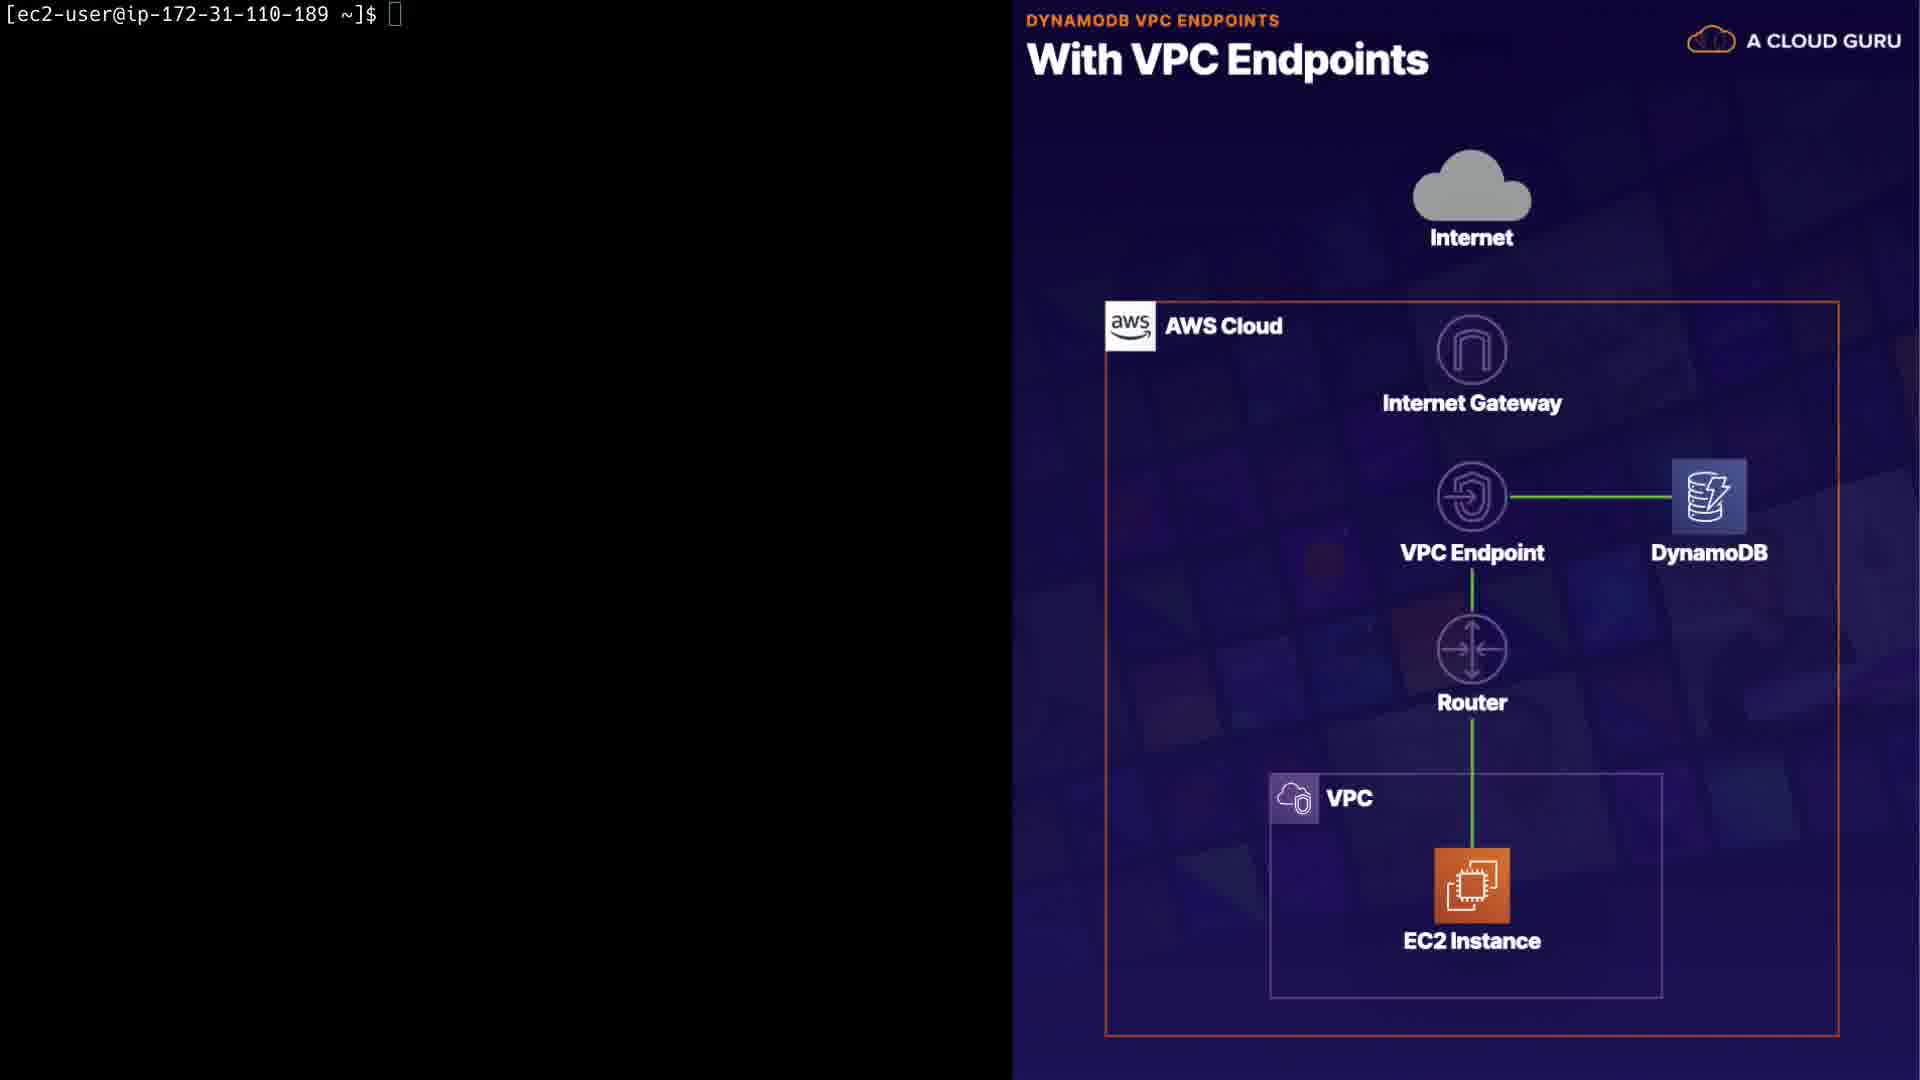 [ec2-user@ip-172-31-110-189 ~]$
DYNAMODB VPC ENDPOINTS
With VPC Endpoints
A CLOUD GURU
Internet
aws
AWS Cloud
Internet Gateway
VPC Endpoint
DynamoDB
Router
VPC
EC2 Instance